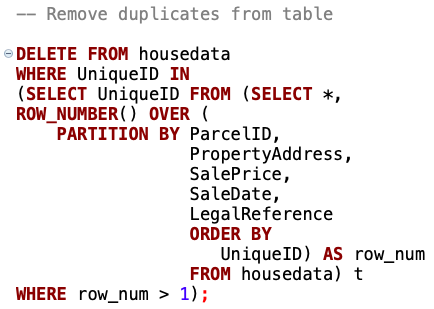 -- Remove duplicates from table
DELETE FROM housedata
WHERE UniqueID IN
(SELECT UniqueID FROM (SELECT *,
ROW_NUMBER() OVER (
PARTITION BY ParcelID,
PropertyAddress,
SalePrice,
SaleDate,
LegalReference
ORDER BY
UniqueID) AS row_num
FROM housedata) t
WHERE row_num > 1);